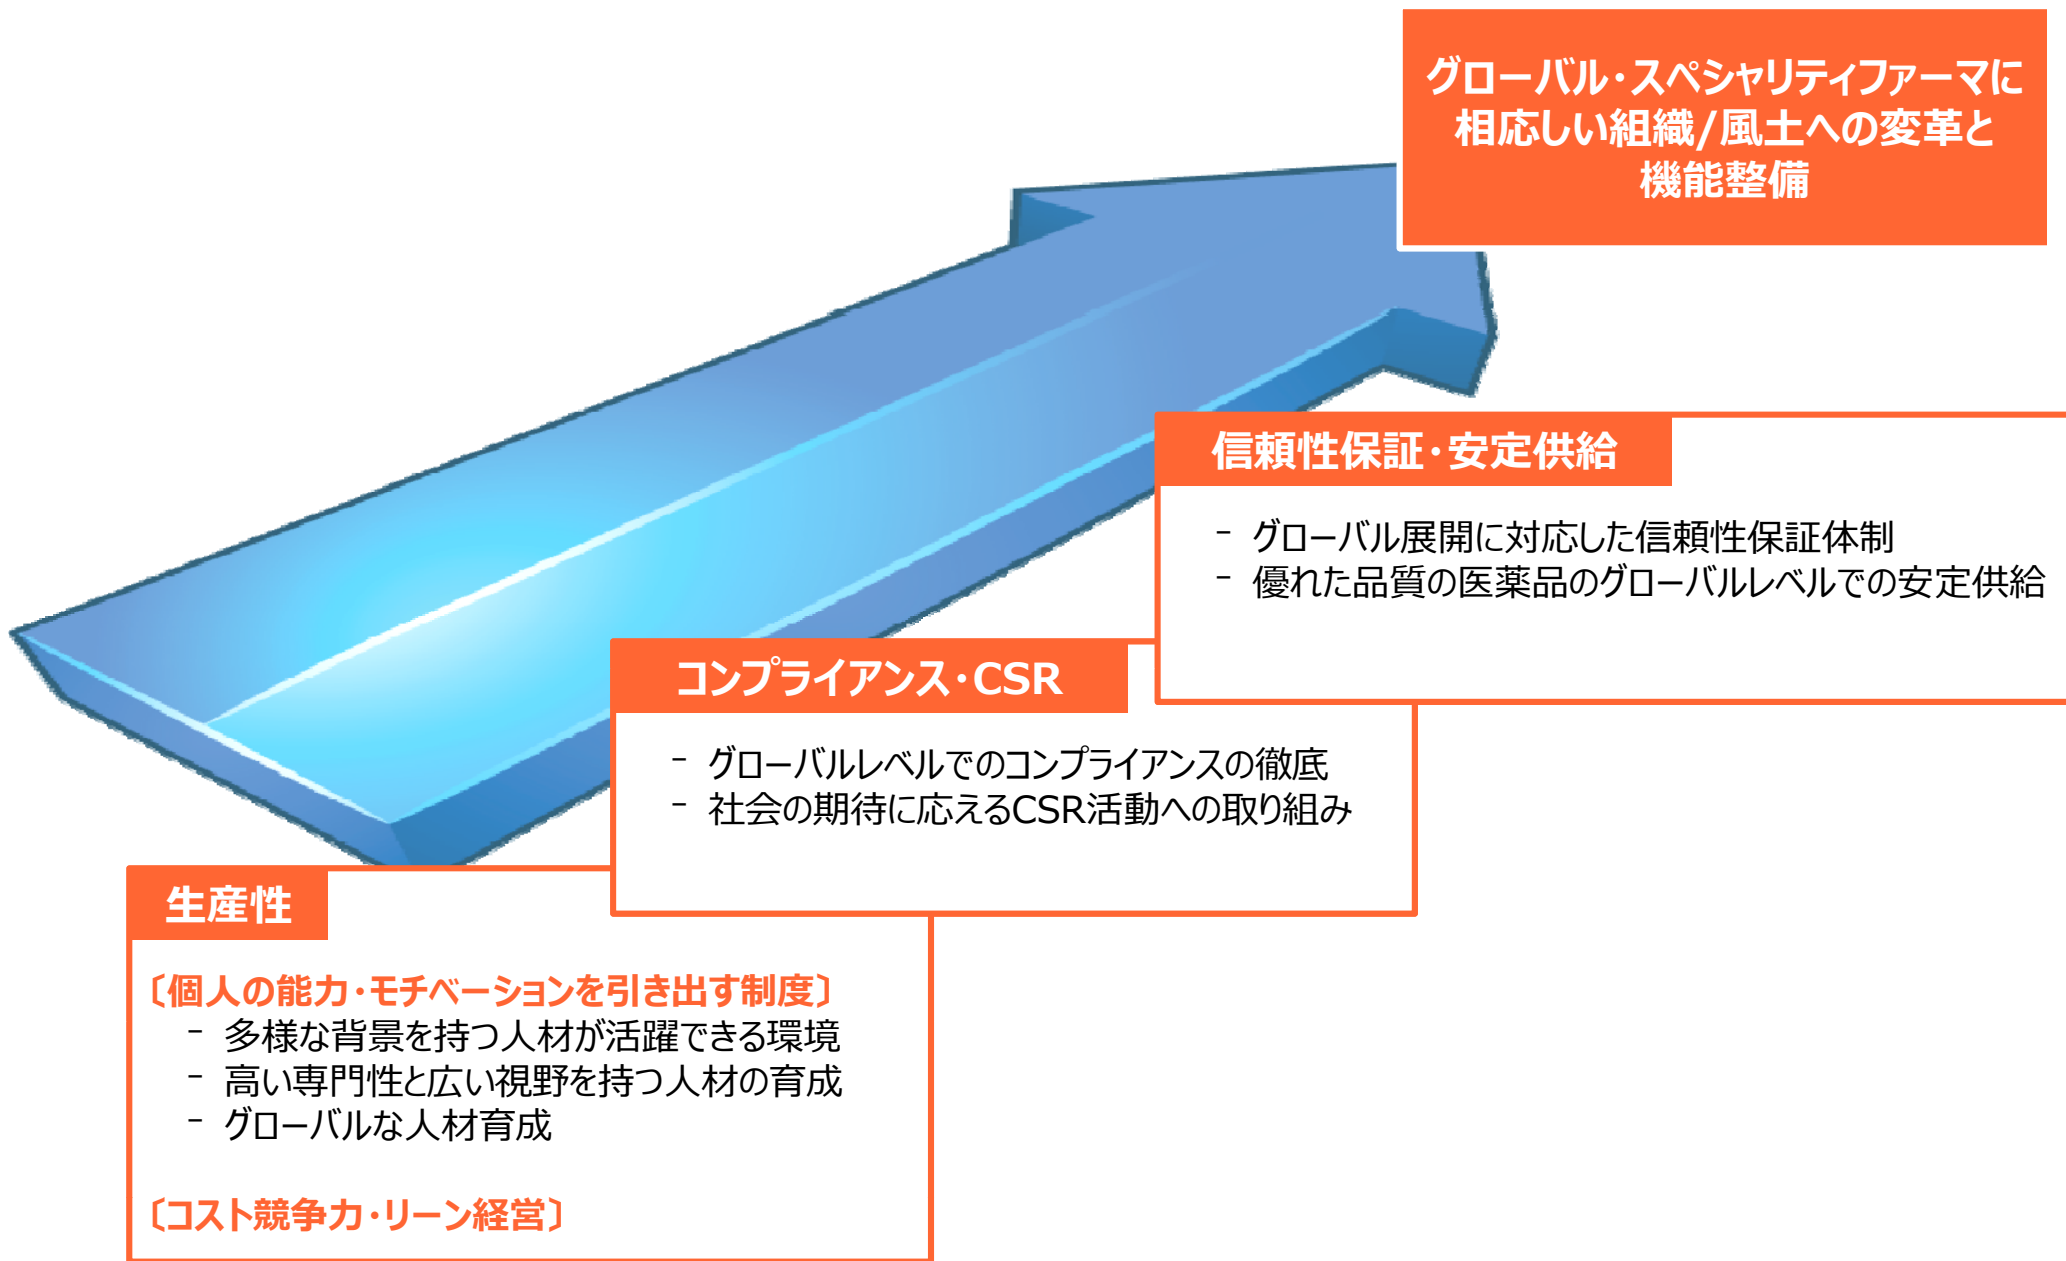 グローバル・スペシャリティファーマに
相応しい組織/風土への変革と
機能整備
信頼性保証・安定供給
- グローバル展開に対応した信頼性保証体制
- 優れた品質の医薬品のグローバルレベルでの安定供給
コンプライアンス・CSR
- グローバルレベルでのコンプライアンスの徹底
- 社会の期待に応えるCSR活動への取り組み
生産性
〔個人の能力・モチベーションを引き出す制度〕
- 多様な背景を持つ人材が活躍できる環境
- 高い専門性と広い視野を持つ人材の育成
- グローバルな人材育成
〔コスト競争力・リーン経営〕